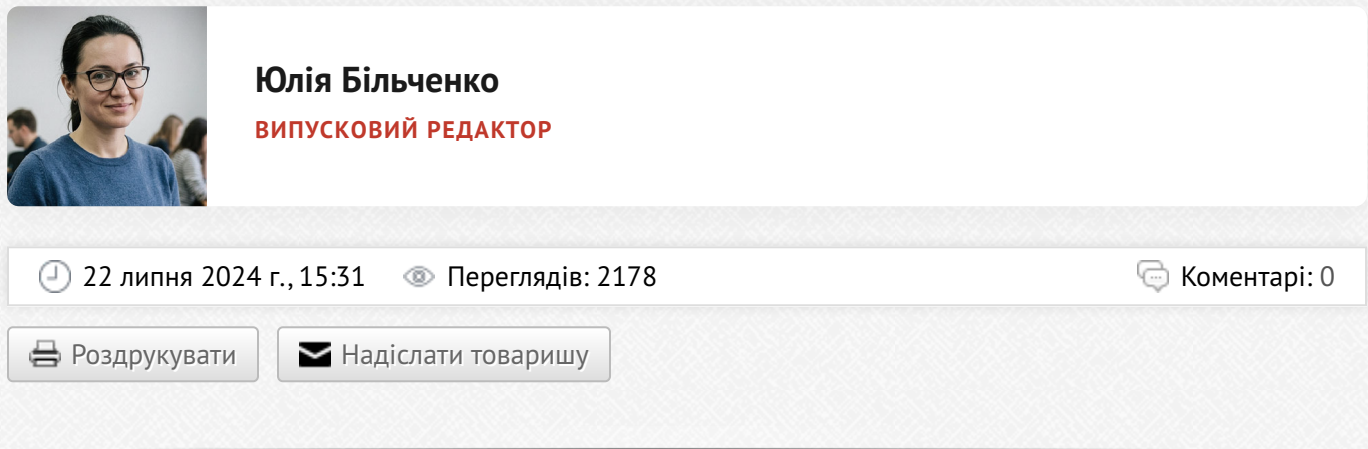 Юлія Більченко
ВИПУСКОВИЙ РЕДАКТОР
22 липня 2024 г., 15:31 Переглядів: 2178 Коментарі: 0
Роздрукувати Надіслати товаришу